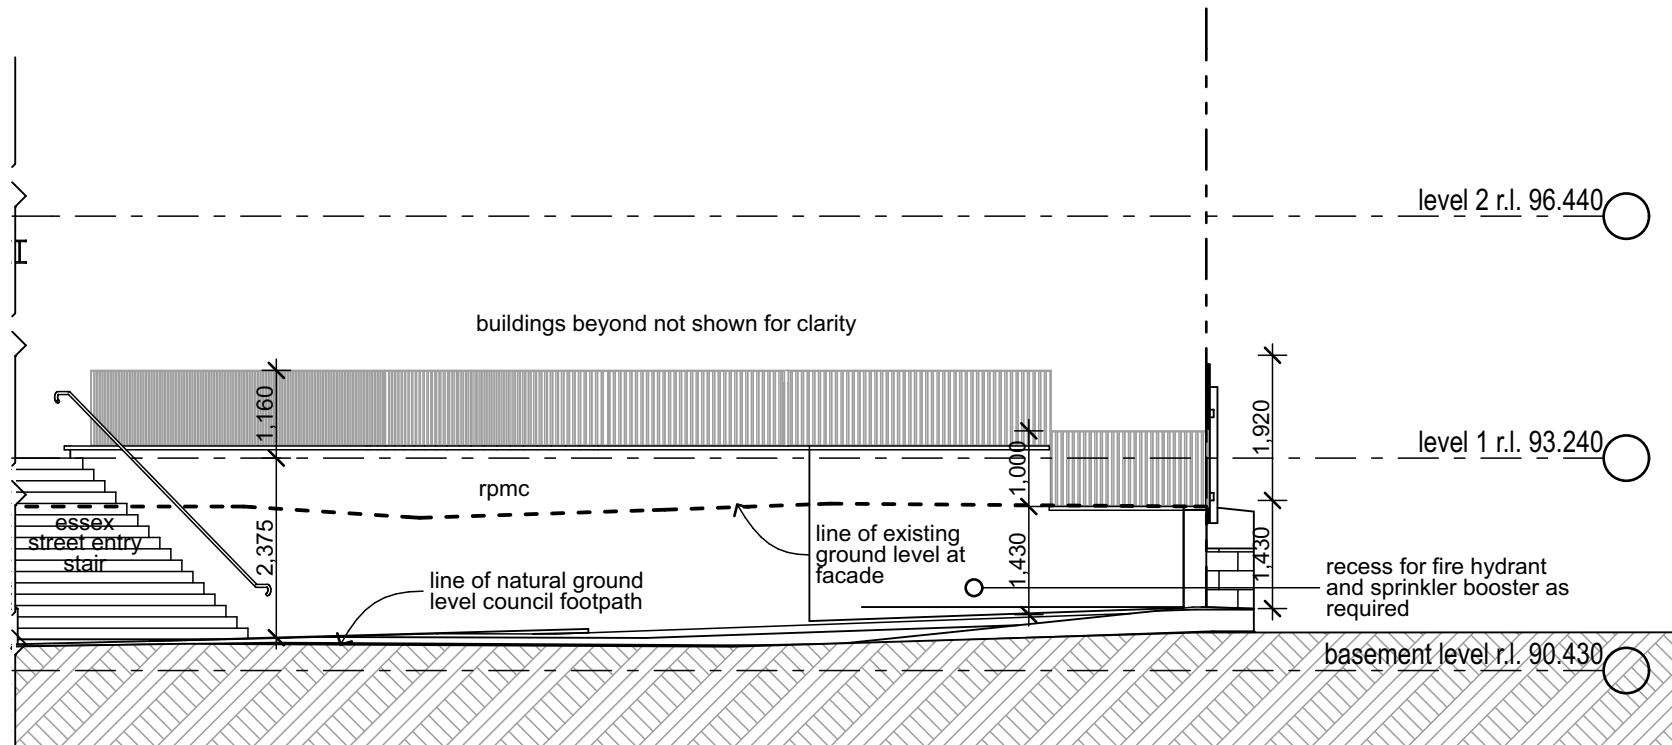 level 2 r.l. 96.440
buildings beyond not shown for clarity
1,160
1,920
level 1 r.l. 93.240
1,000
rpmc
essex
street entry
stair
2,375
line of existing
ground level at
facade
1,430
1,430
line of natural ground
level council footpath
recess for fire hydrant
and sprinkler booster as
required
basement level r.l. 90.430